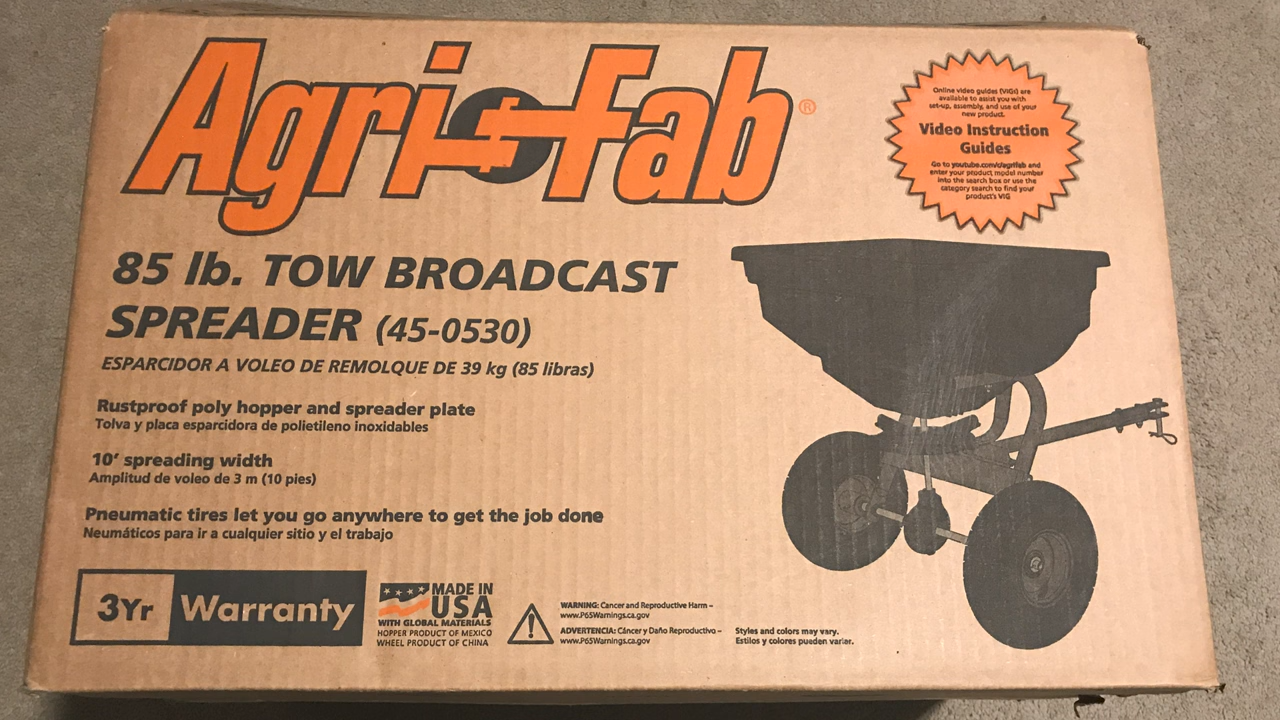 Agri-Fab®
Online video guides (VIGs) are
available to assist you with
set-up, assembly, and use of your
new product.
Video Instruction
Guides
Go to youtube.com/c/agrifab and
enter your product model number
into the search box or use the
category search to find your
product's VIG
85 lb. TOW BROADCAST
SPREADER (45-0530)
ESPARCIDOR A VOLEO DE REMOLQUE DE 39 kg (85 libras)
Rustproof poly hopper and spreader plate
Tolva y placa esparcidora de polietileno inoxidables
10' spreading width
Amplitud de voleo de 3 m (10 pies)
Pneumatic tires let you go anywhere to get the job done
Neumáticos para ir a cualquier sitio y el trabajo
3Yr Warranty
MADE IN
USA
WITH GLOBAL MATERIALS
HOPPER PRODUCT OF MEXICO
WHEEL PRODUCT OF CHINA
WARNING: Cancer and Reproductive Harm –
www.P65Warnings.ca.gov
ADVERTENCIA: Cáncer y Daño Reproductivo –
www.P65Warnings.ca.gov
Styles and colors may vary.
Estilos y colores pueden variar.